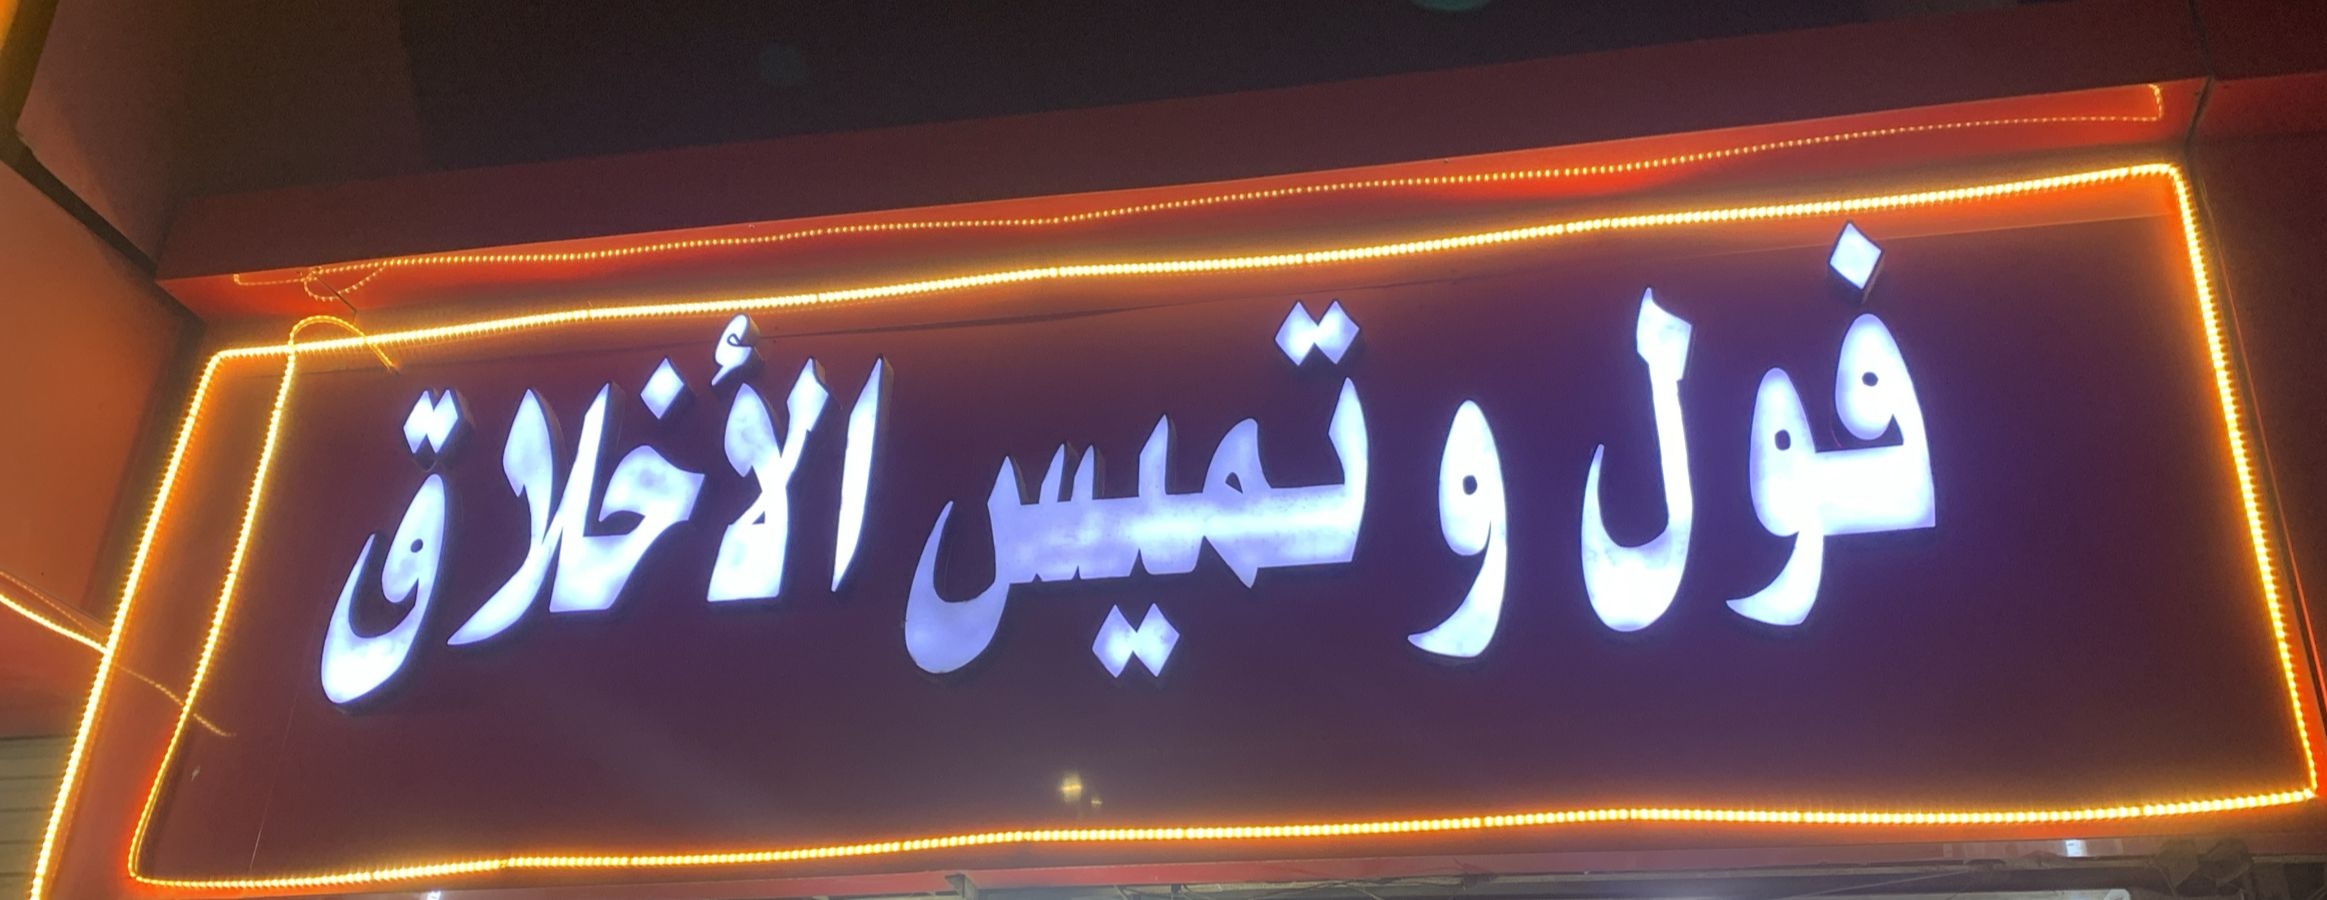 فول و تميس الأخلاق